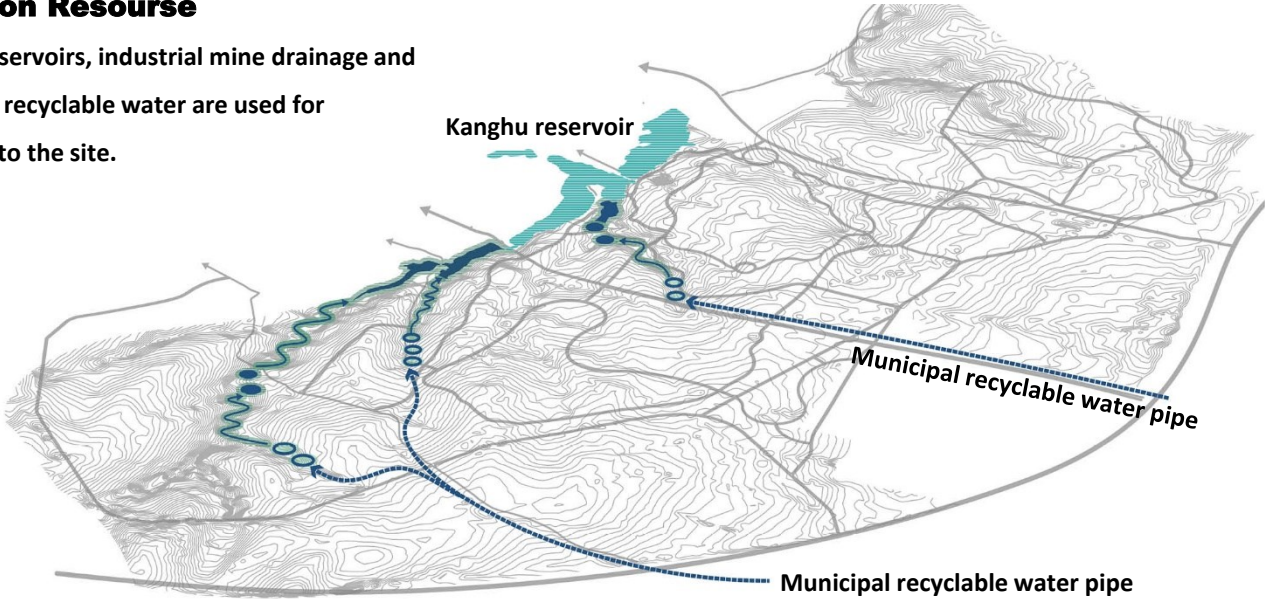 on Resourse
servoirs, industrial mine drainage and
recyclable water are used for
to the site.
Kanghu reservoir
Municipal recyclable water pipe
Municipal recyclable water pipe